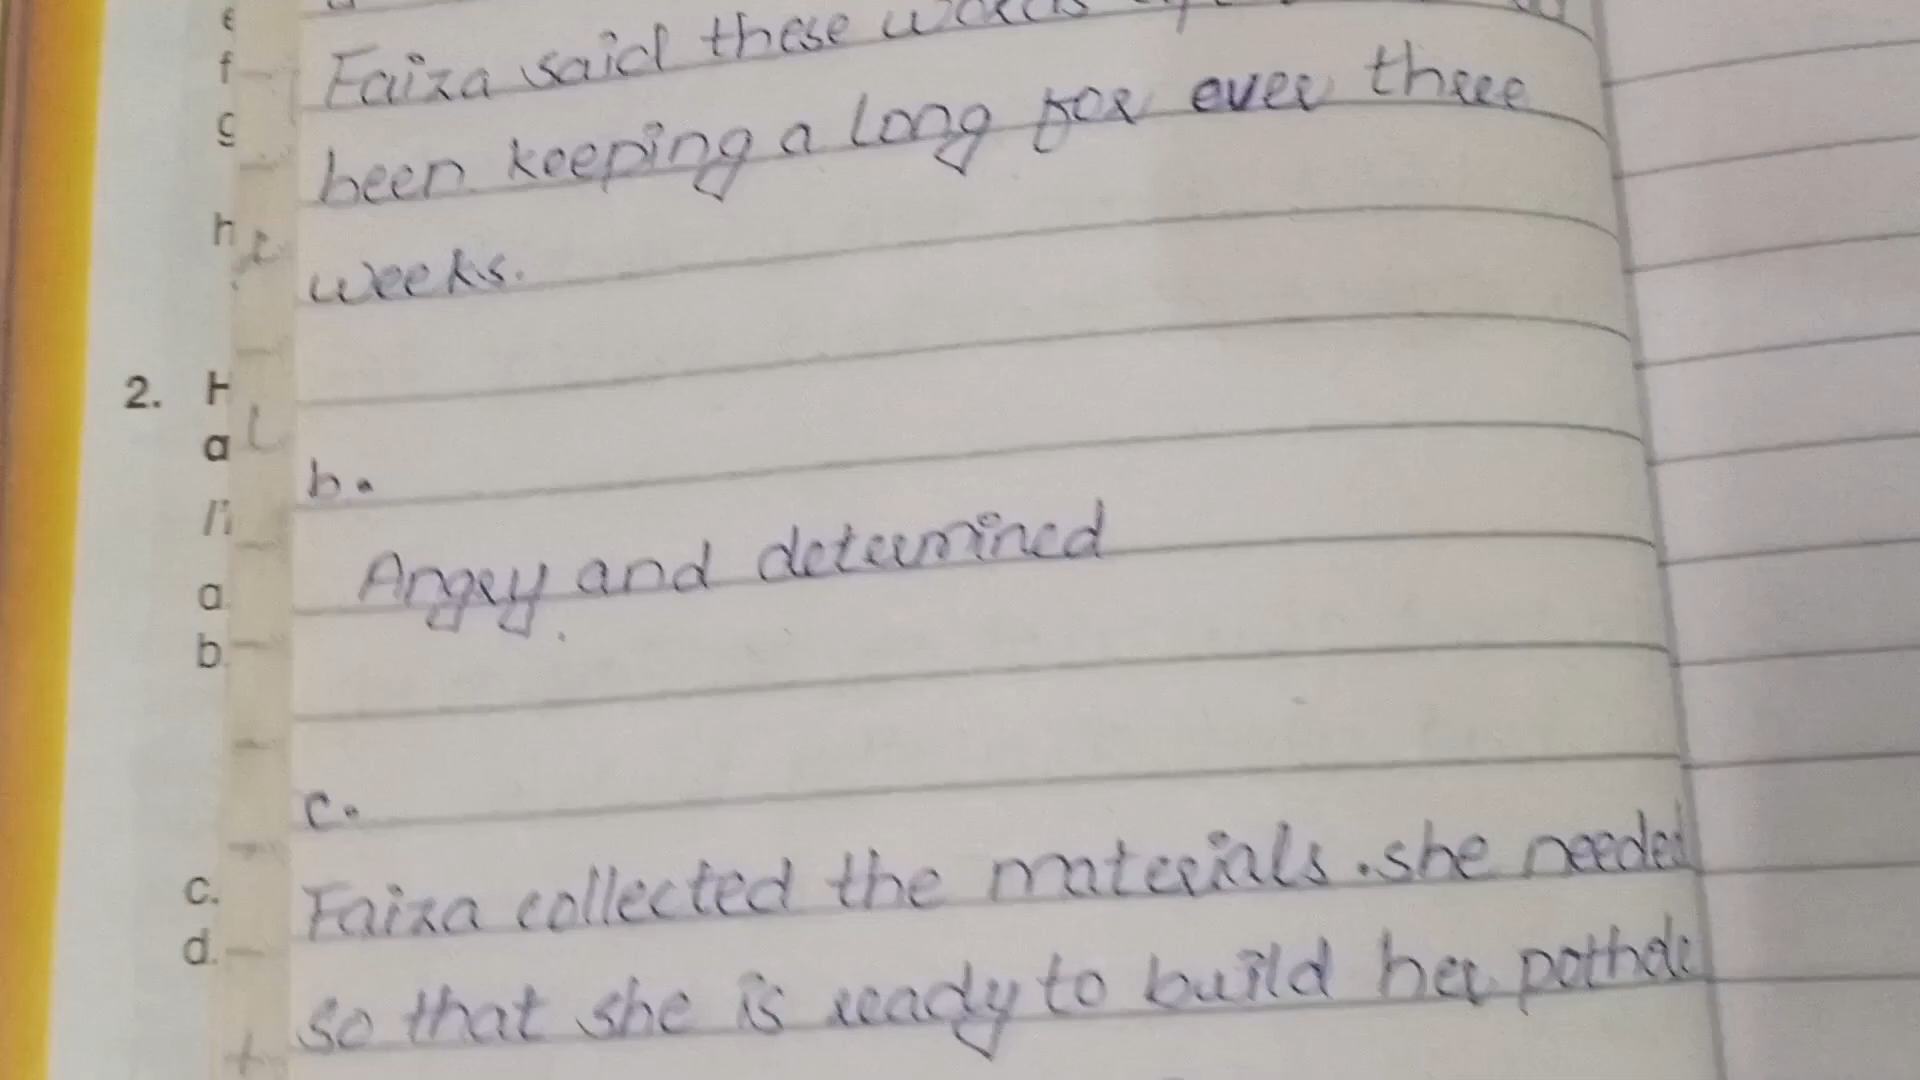 Faiza said these words
been keeping a long for over three
weeks.
b.
Angry and determined
c.
Faiza collected the materials. she needed
so that she is ready to build her pothole
e
f
g
h
2. H
a
a
b.
c.
d.